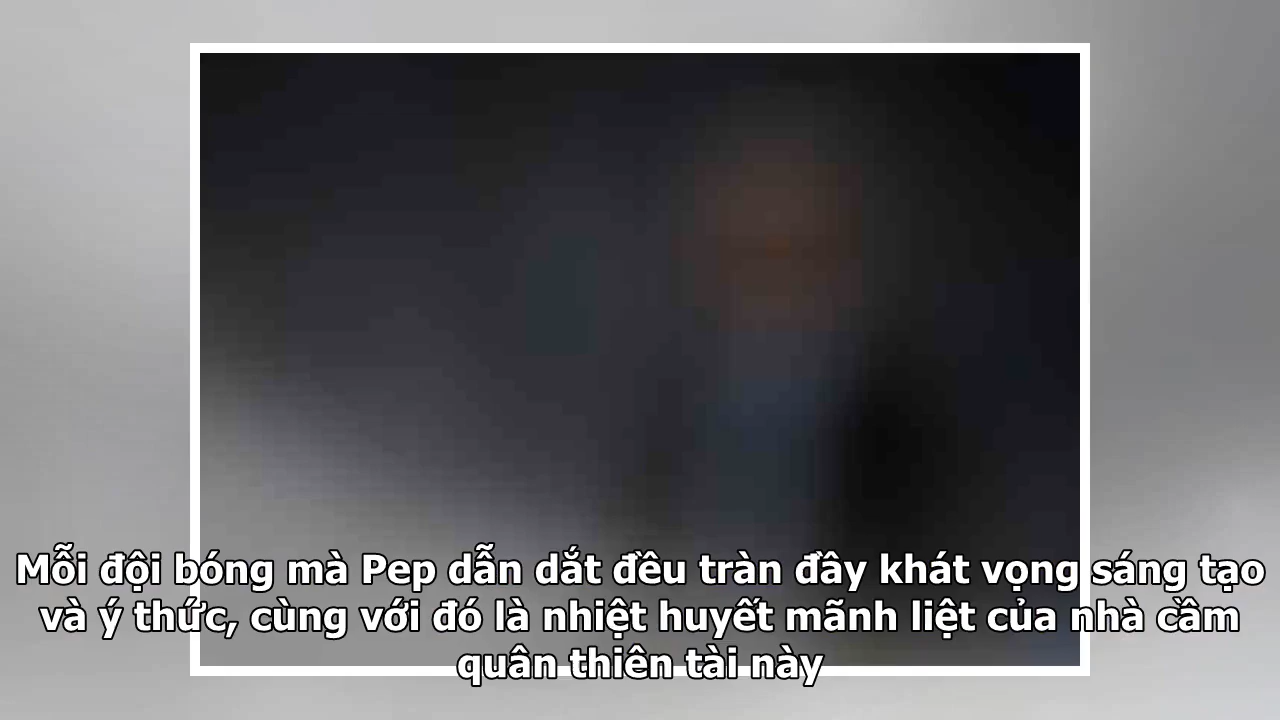 Mỗi đội bóng mà Pep dẫn dắt đều tràn đầy khát vọng sáng tạo
và ý thức, cùng với đó là nhiệt huyết mãnh liệt của nhà cầm
quân thiên tài này